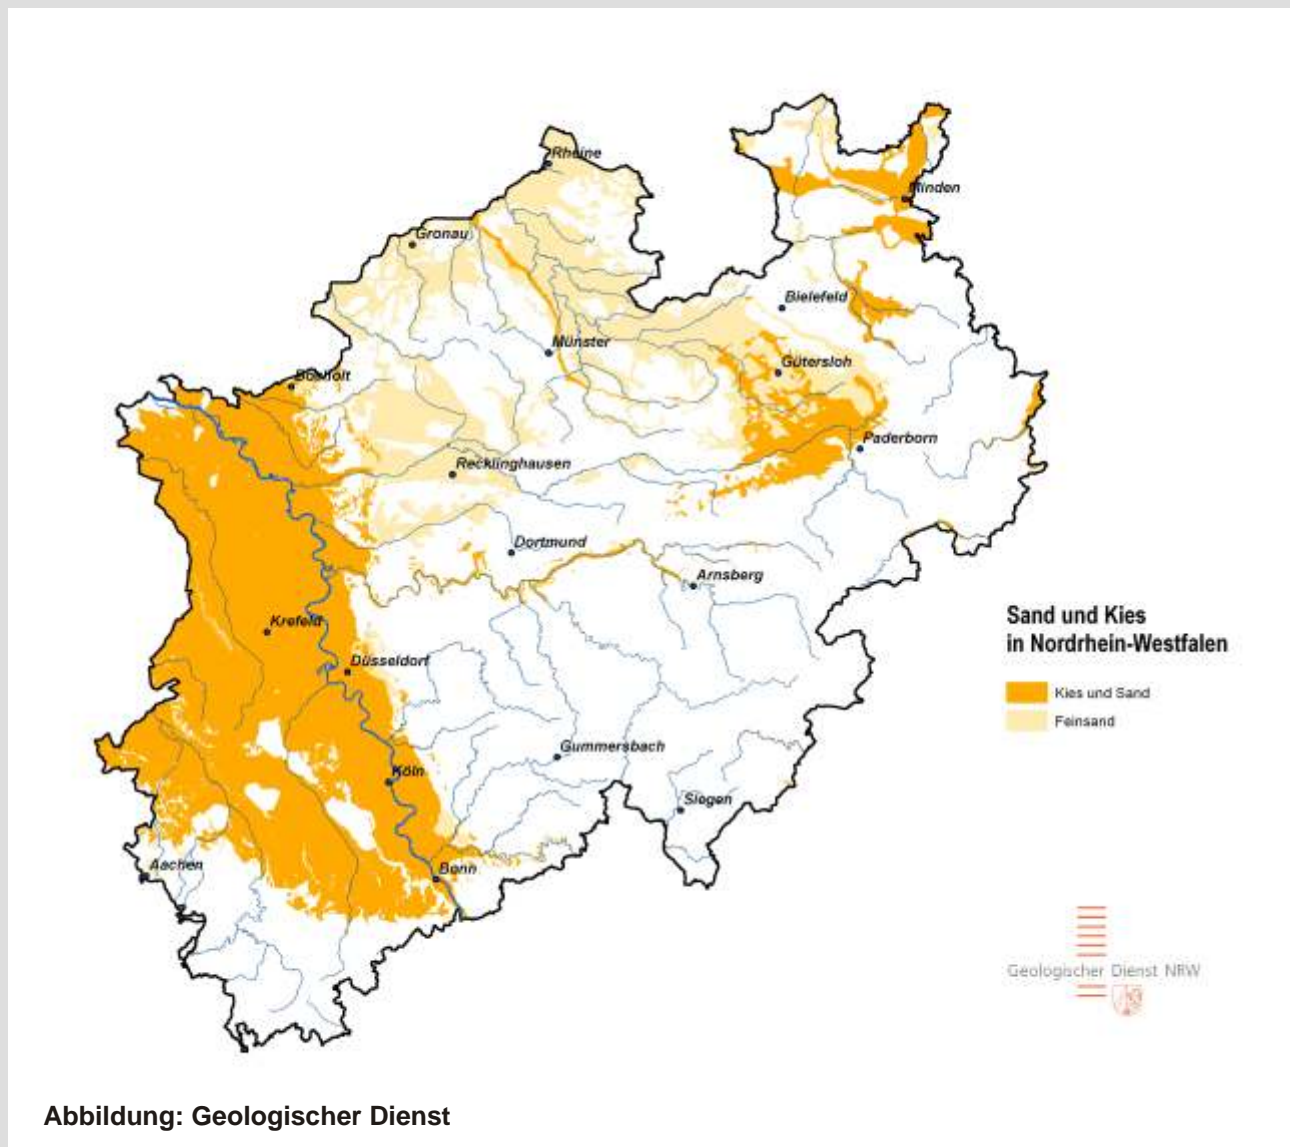 Rheine
Minden
Gronau
Bielefeld
Münster
Gütersloh
Bocholt
Paderborn
Recklinghausen
Dortmund
Arnsberg
Sand und Kies
in Nordrhein-Westfalen
Krefeld
Düsseldorf
Kies und Sand
Feinsand
Gummersbach
Köln
Siegen
Aachen
Bonn
Geologischer Dienst NRW
Abbildung: Geologischer Dienst